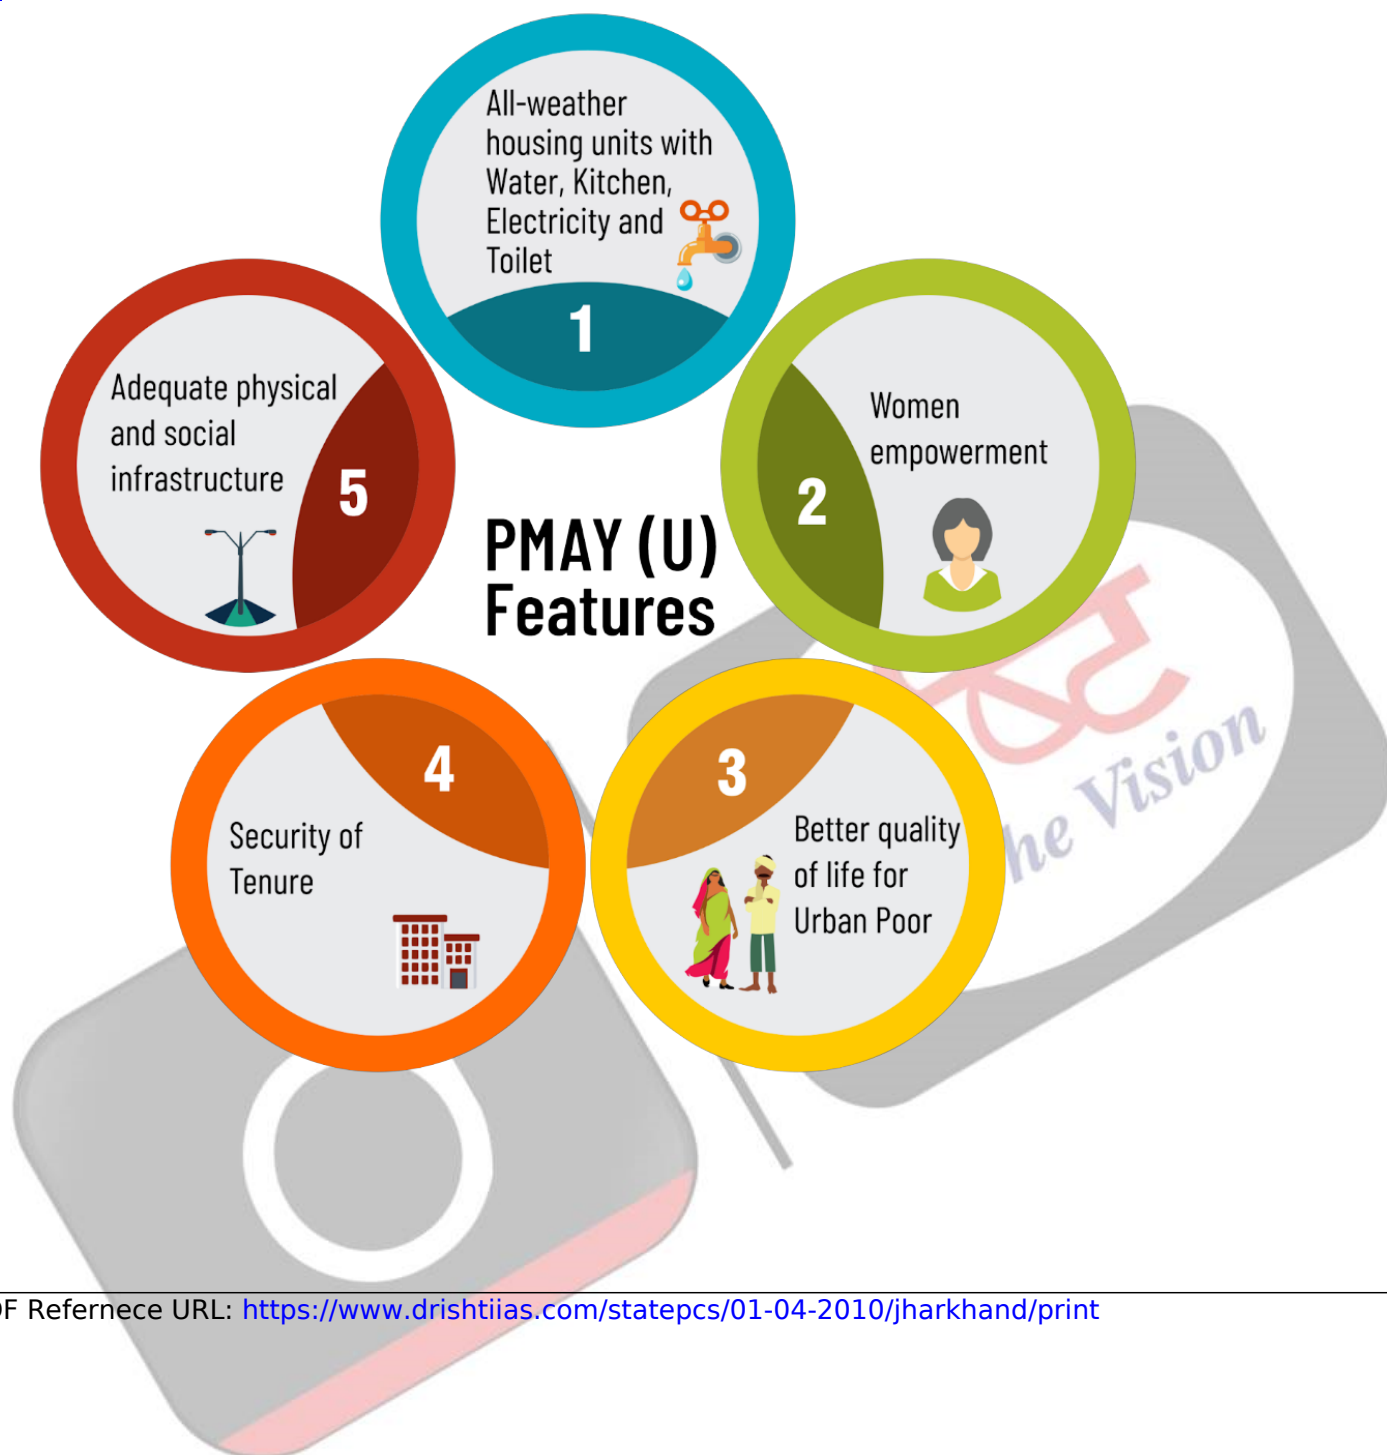 All-weather
housing units with
Water, Kitchen,
Electricity and
Toilet
1
Women
empowerment
2
3
Better quality
of life for
Urban Poor
4
Security of
Tenure
Adequate physical
and social
infrastructure
5
PMAY (U)
Features
he Vision
F Refernece URL: https://www.drishtiias.com/statepcs/01-04-2010/jharkhand/print